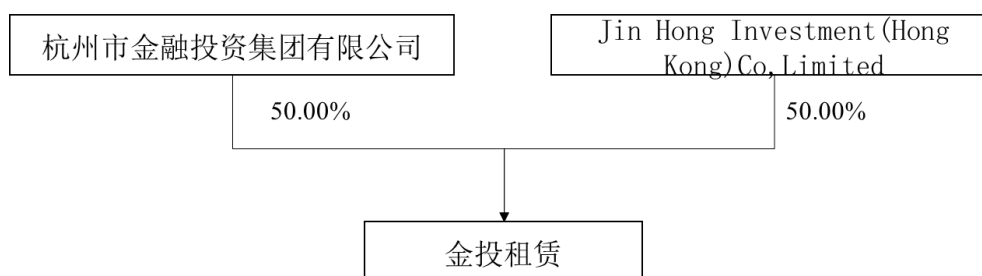 杭州市金融投资集团有限公司
Jin Hong Investment(Hong
Kong)Co,Limited
50.00%
50.00%
金投租赁